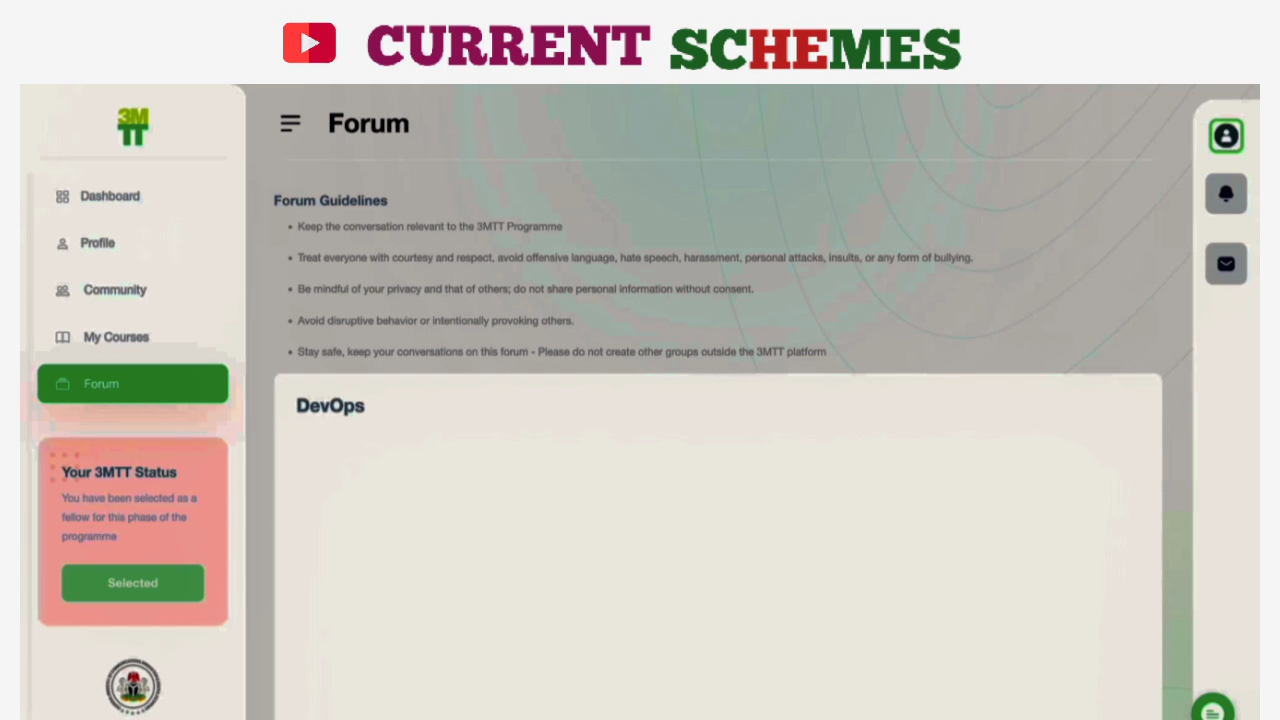 CURRENT SCHEMES
3M
TT
Forum
Dashboard
Profile
Community
My Courses
Forum
Your 3MTT Status
You have been selected as a
fellow for this phase of the
programme
Selected
Forum Guidelines
• Keep the conversation relevant to the 3MTT Programme
• Treat everyone with courtesy and respect, avoid offensive language, hate speech, harassment, personal attacks, insults, or any form of bullying.
• Be mindful of your privacy and that of others; do not share personal information without consent.
• Avoid disruptive behavior or intentionally provoking others.
• Stay safe, keep your conversations on this forum - Please do not create other groups outside the 3MTT platform
DevOps